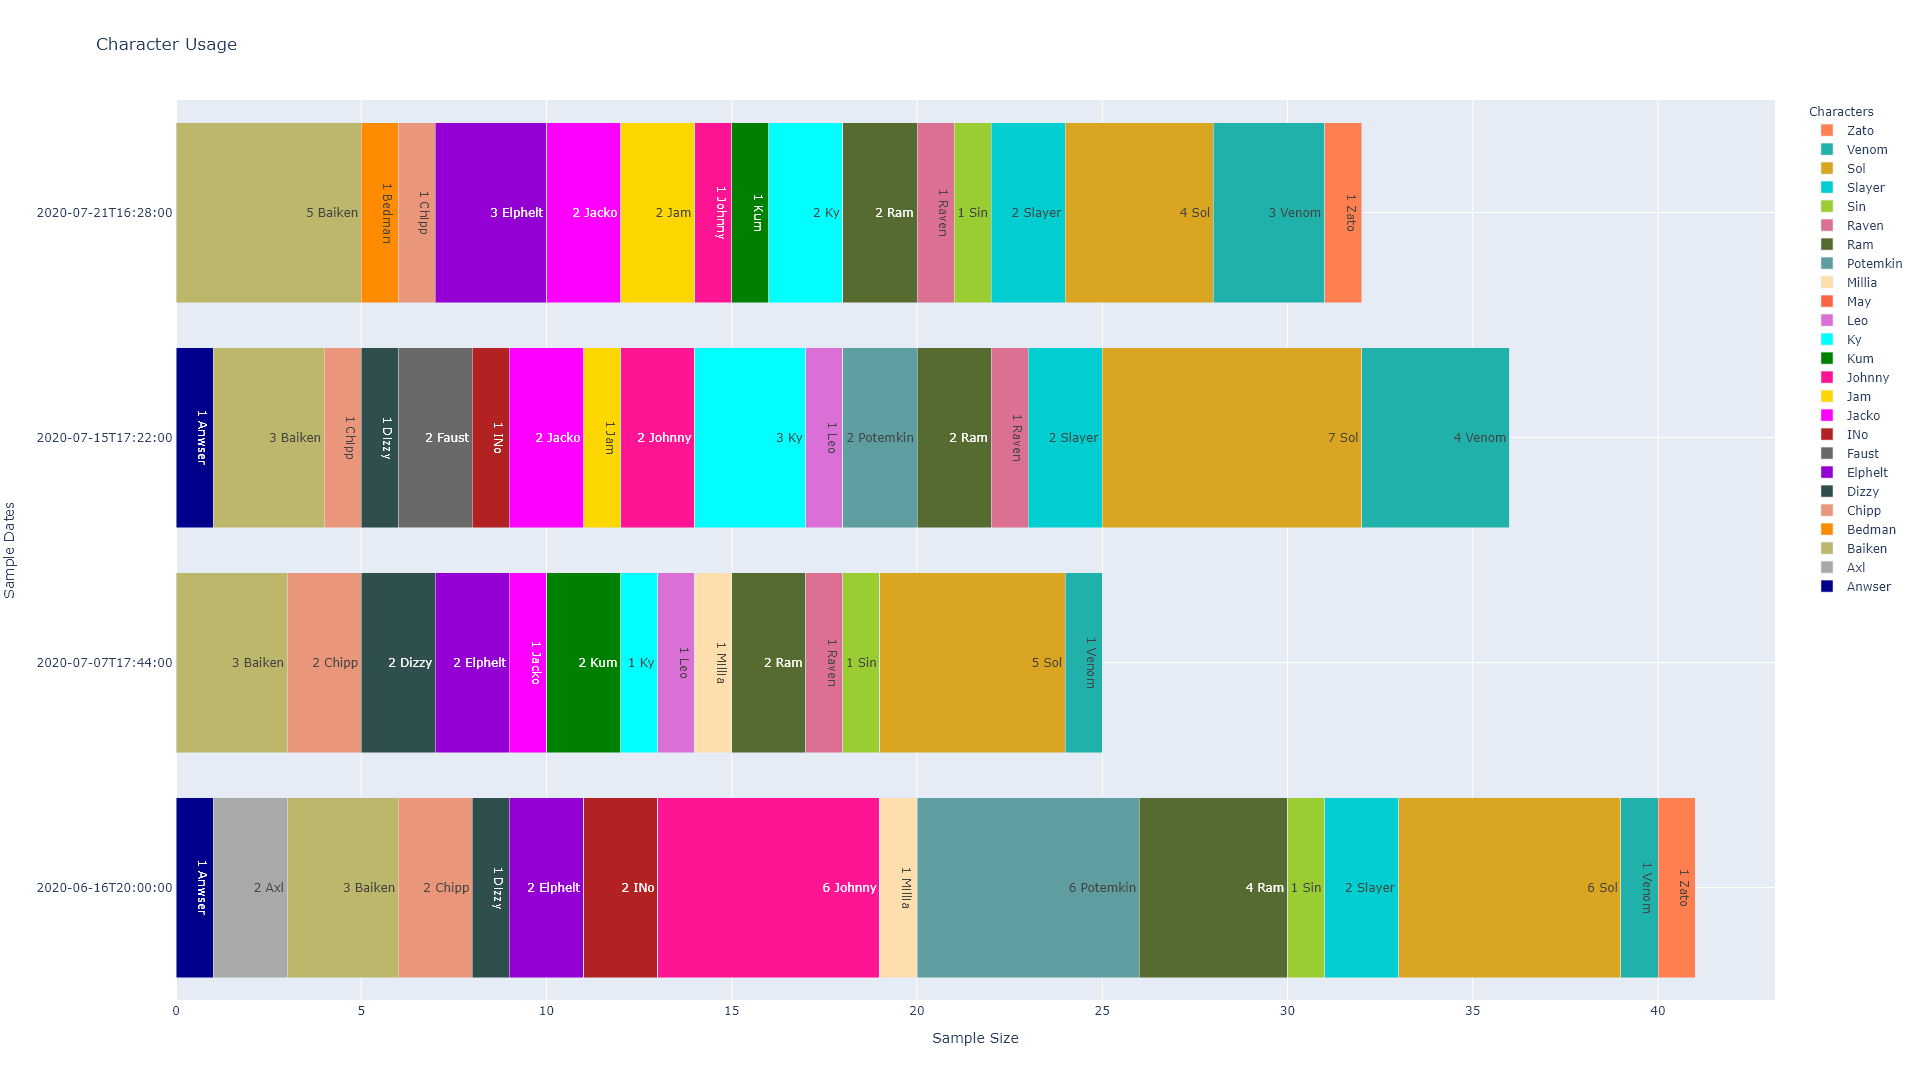 Character Usage
Sample Dates
2020-07-21T16:28:00
5 Baiken
1 Bedman
1 Chipp
3 Elphelt
2 Jacko
2 Jam
1 Johnny
1 Kum
2 Ky
2 Ram
1 Raven
1 Sin
2 Slayer
4 Sol
3 Venom
1 Zato
2020-07-15T17:22:00
1 Anwser
3 Baiken
1 Chipp
1 Dizzy
2 Faust
1 INo
2 Jacko
1 Jam
2 Johnny
3 Ky
1 Leo
2 Potemkin
2 Ram
1 Raven
2 Slayer
7 Sol
4 Venom
2020-07-07T17:44:00
3 Baiken
2 Chipp
2 Dizzy
2 Elphelt
1 Jacko
2 Kum
1 Ky
1 Leo
1 Millia
2 Ram
1 Raven
1 Sin
5 Sol
1 Venom
2020-06-16T20:00:00
1 Anwser
2 Axl
3 Baiken
2 Chipp
1 Dizzy
2 Elphelt
2 INo
6 Johnny
1 Millia
6 Potemkin
4 Ram
1 Sin
2 Slayer
6 Sol
1 Venom
1 Zato
0 5 10 15 20 25 30 35 40
Sample Size
Characters
Zato
Venom
Sol
Slayer
Sin
Raven
Ram
Potemkin
Millia
May
Leo
Ky
Kum
Johnny
Jam
Jacko
INo
Faust
Elphelt
Dizzy
Chipp
Bedman
Baiken
Axl
Anwser